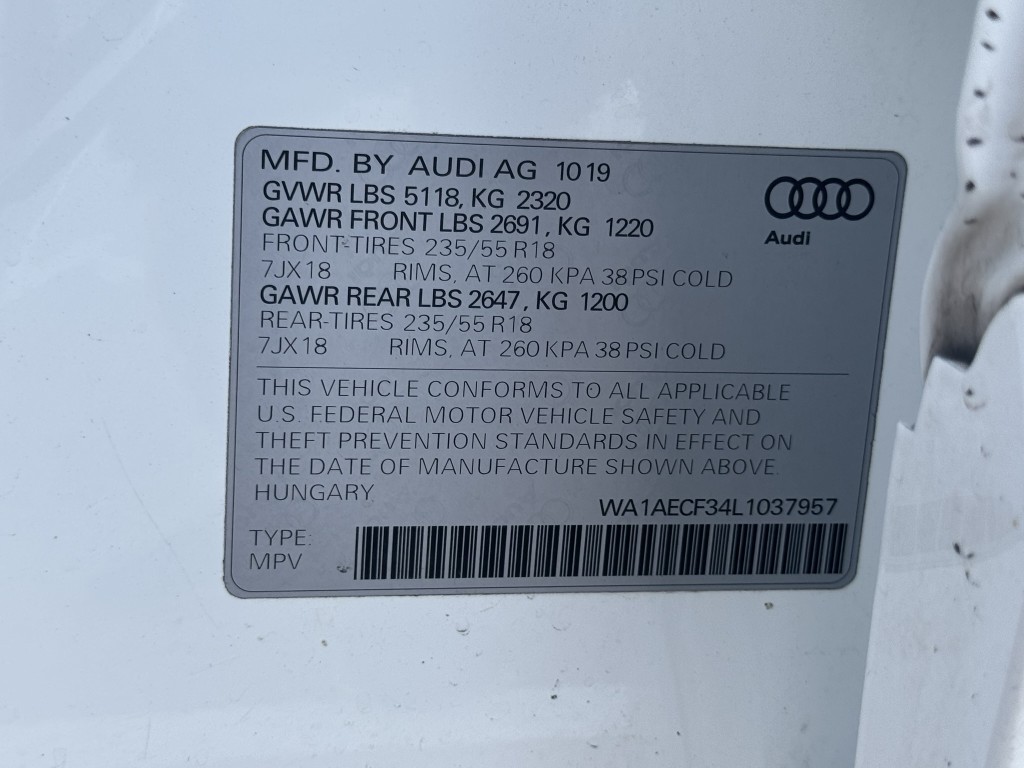 MFD. BY AUDI AG 10 19
GVWR LBS 5118, KG 2320
GAWR FRONT LBS 2691, KG 1220
FRONT-TIRES 235/55 R18
7JX18 RIMS, AT 260 KPA 38 PSI COLD
GAWR REAR LBS 2647, KG 1200
REAR-TIRES 235/55 R18
7JX18 RIMS, AT 260 KPA 38 PSI COLD
Audi
THIS VEHICLE CONFORMS TO ALL APPLICABLE
U.S. FEDERAL MOTOR VEHICLE SAFETY AND
THEFT PREVENTION STANDARDS IN EFFECT ON
THE DATE OF MANUFACTURE SHOWN ABOVE.
HUNGARY
WA1AECF34L1037957
TYPE:
MPV